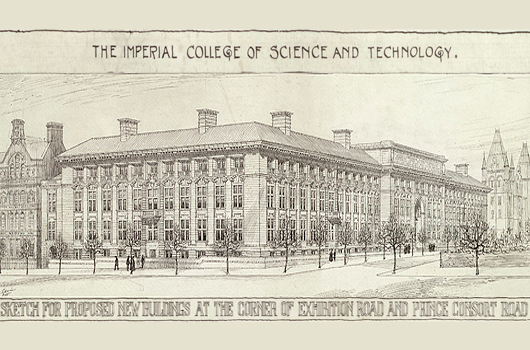 THE IMPERIAL COLLEGE OF SCIENCE AND TECHNOLOGY.
SKETCH FOR PROPOSED NEW BUILDINGS AT THE CORNER OF EXHIBITION ROAD AND PRINCE CONSORT ROAD